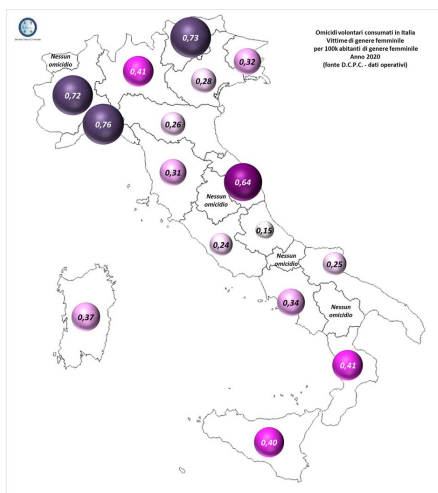 Omicidi volontari consumati in Italia
Vittime di genere femminile
per 100k abitanti di genere femminile
Anno 2020
(fonte D.C.P.C. - dati operativi)
0,73
Nessun
omicidio
0,41
0,32
0,28
0,72
0,76
0,26
0,31
0,64
Nessun
omicidio
0,15
0,24
Nessun
omicidio
0,25
0,34
Nessun
omicidio
0,37
0,41
0,40